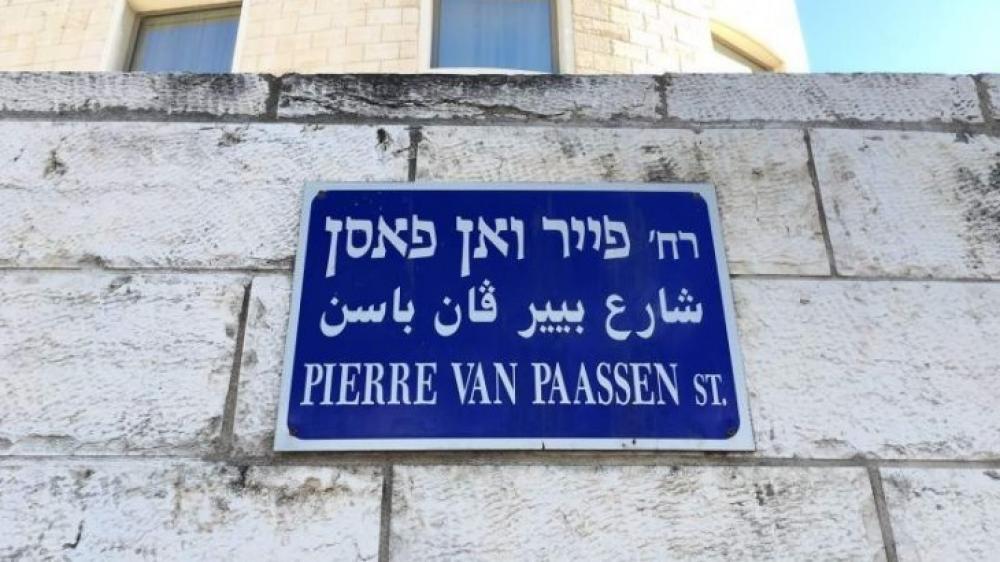 רח' פייר ואן פאסן
شارع بيير ڤان باسن
PIERRE VAN PAASSEN ST.